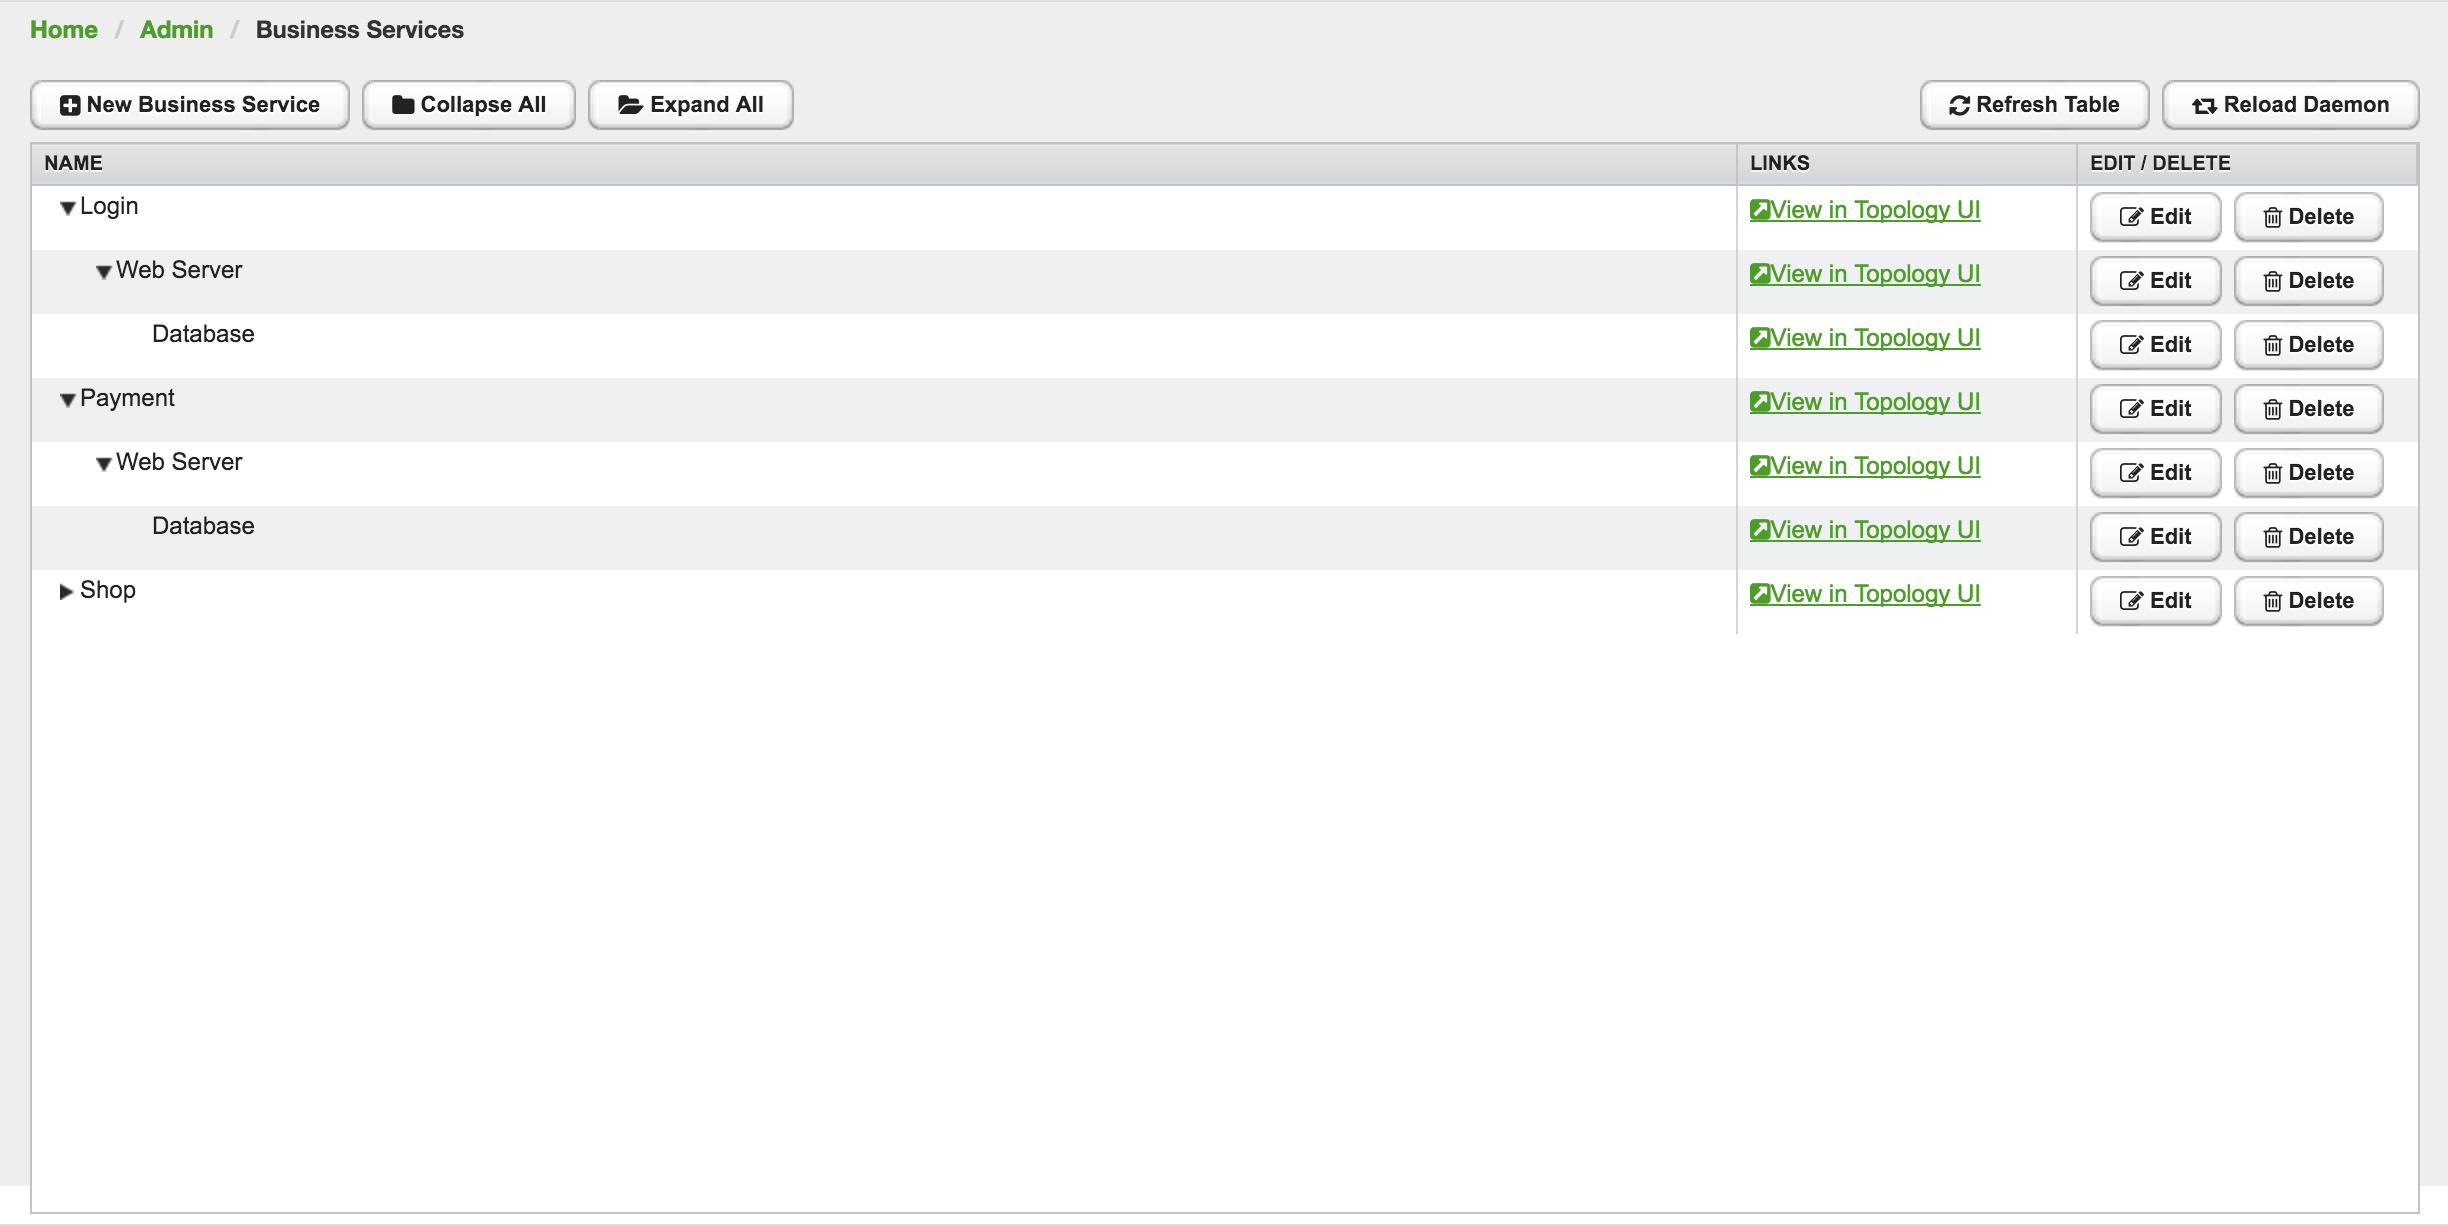 Home / Admin / Business Services
New Business Service Collapse All Expand All Refresh Table Reload Daemon
NAME LINKS EDIT / DELETE
Login View in Topology UI Edit Delete
Web Server View in Topology UI Edit Delete
Database View in Topology UI Edit Delete
Payment View in Topology UI Edit Delete
Web Server View in Topology UI Edit Delete
Database View in Topology UI Edit Delete
Shop View in Topology UI Edit Delete